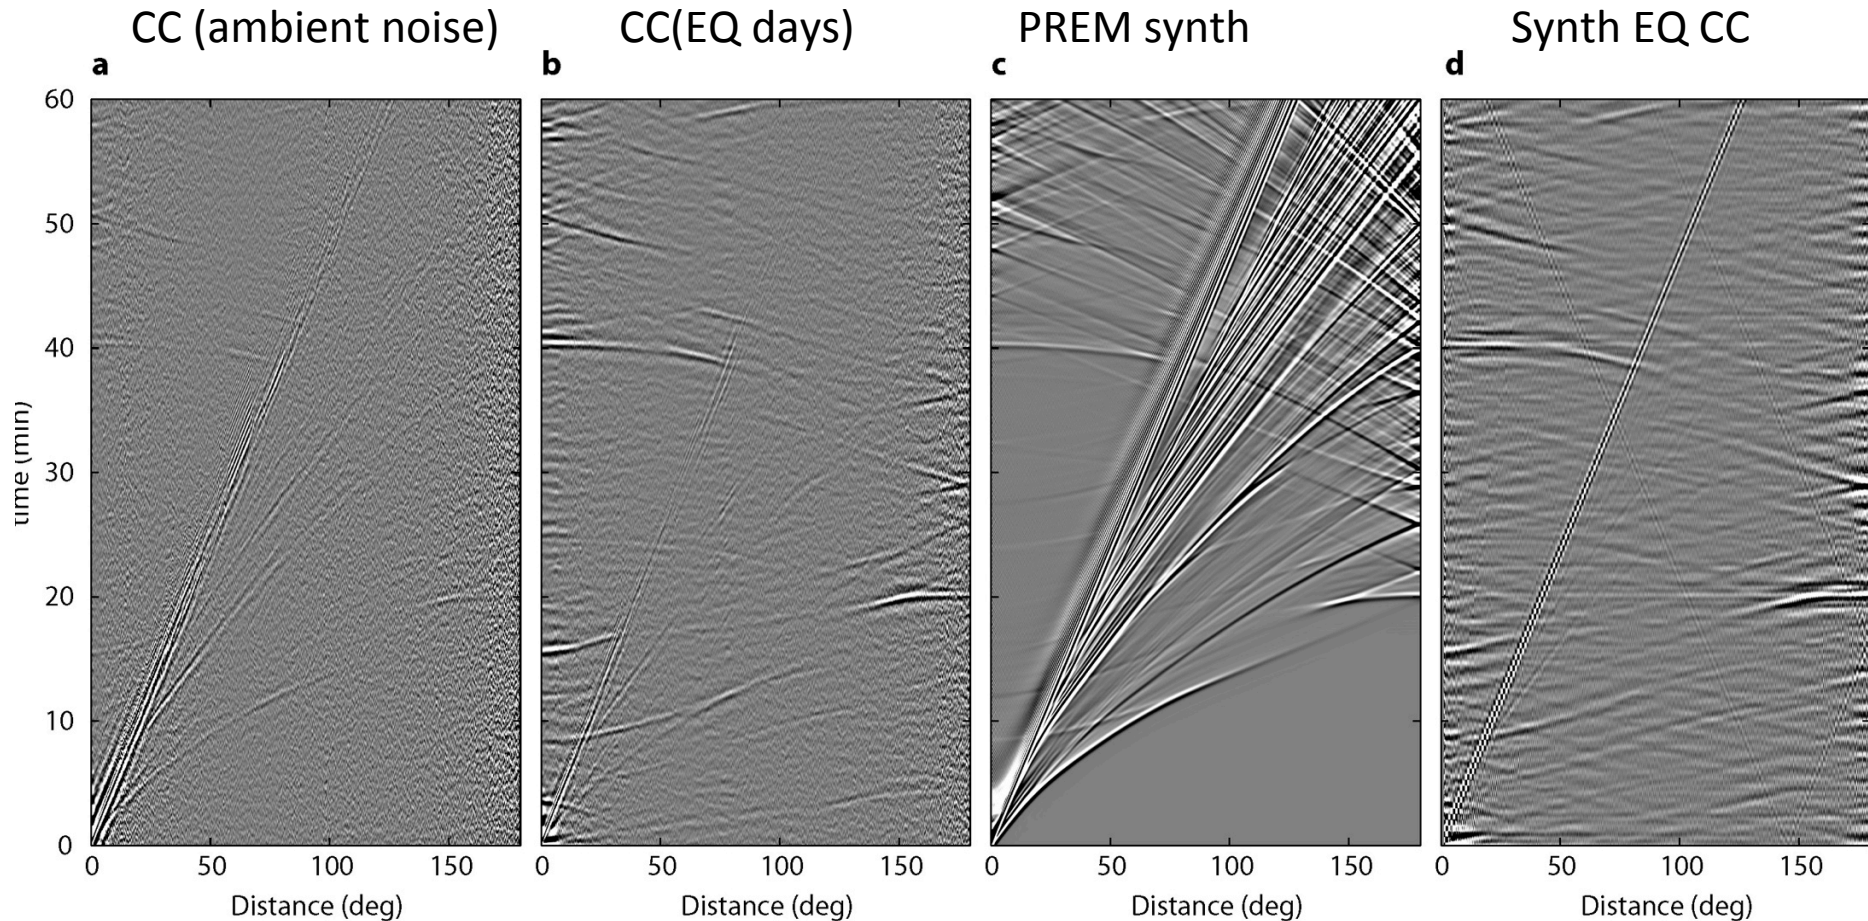 CC (ambient noise) CC(EQ days) PREM synth Synth EQ CC
a b c d
60
50
40
30
20
10
0
time (min)
0 50 100 150 0 50 100 150 0 50 100 150 0 50 100 150
Distance (deg) Distance (deg) Distance (deg) Distance (deg)